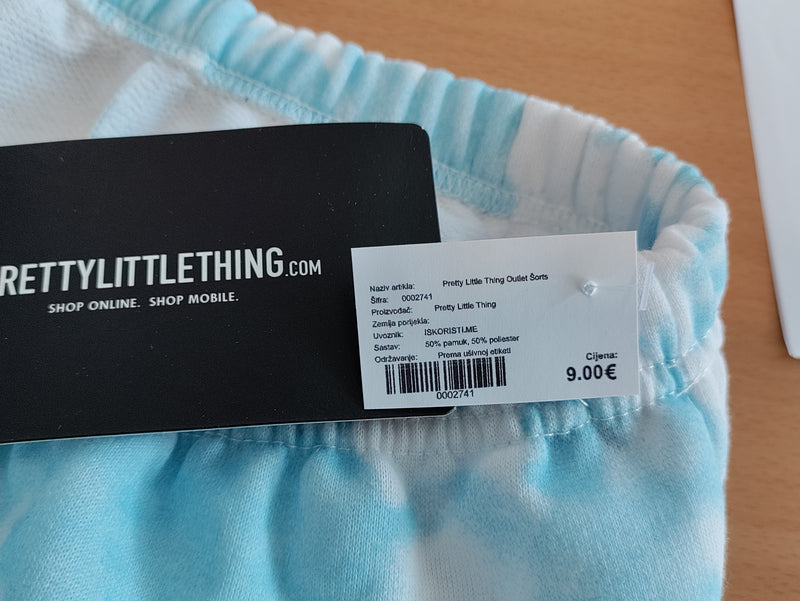 RETTYLITTLETHING.COM
SHOP ONLINE. SHOP MOBILE.
Naziv artikla: Pretty Little Thing Outlet Šorts
Šifra: 0002741
Proizvođač: Pretty Little Thing
Zemlja porijekla:
Uvoznik: ISKORISTI.ME
Sastav: 50% pamuk, 50% poliester
Održavanje: Prema ušivnoj etiketi
Cijena:
9.00€
0002741